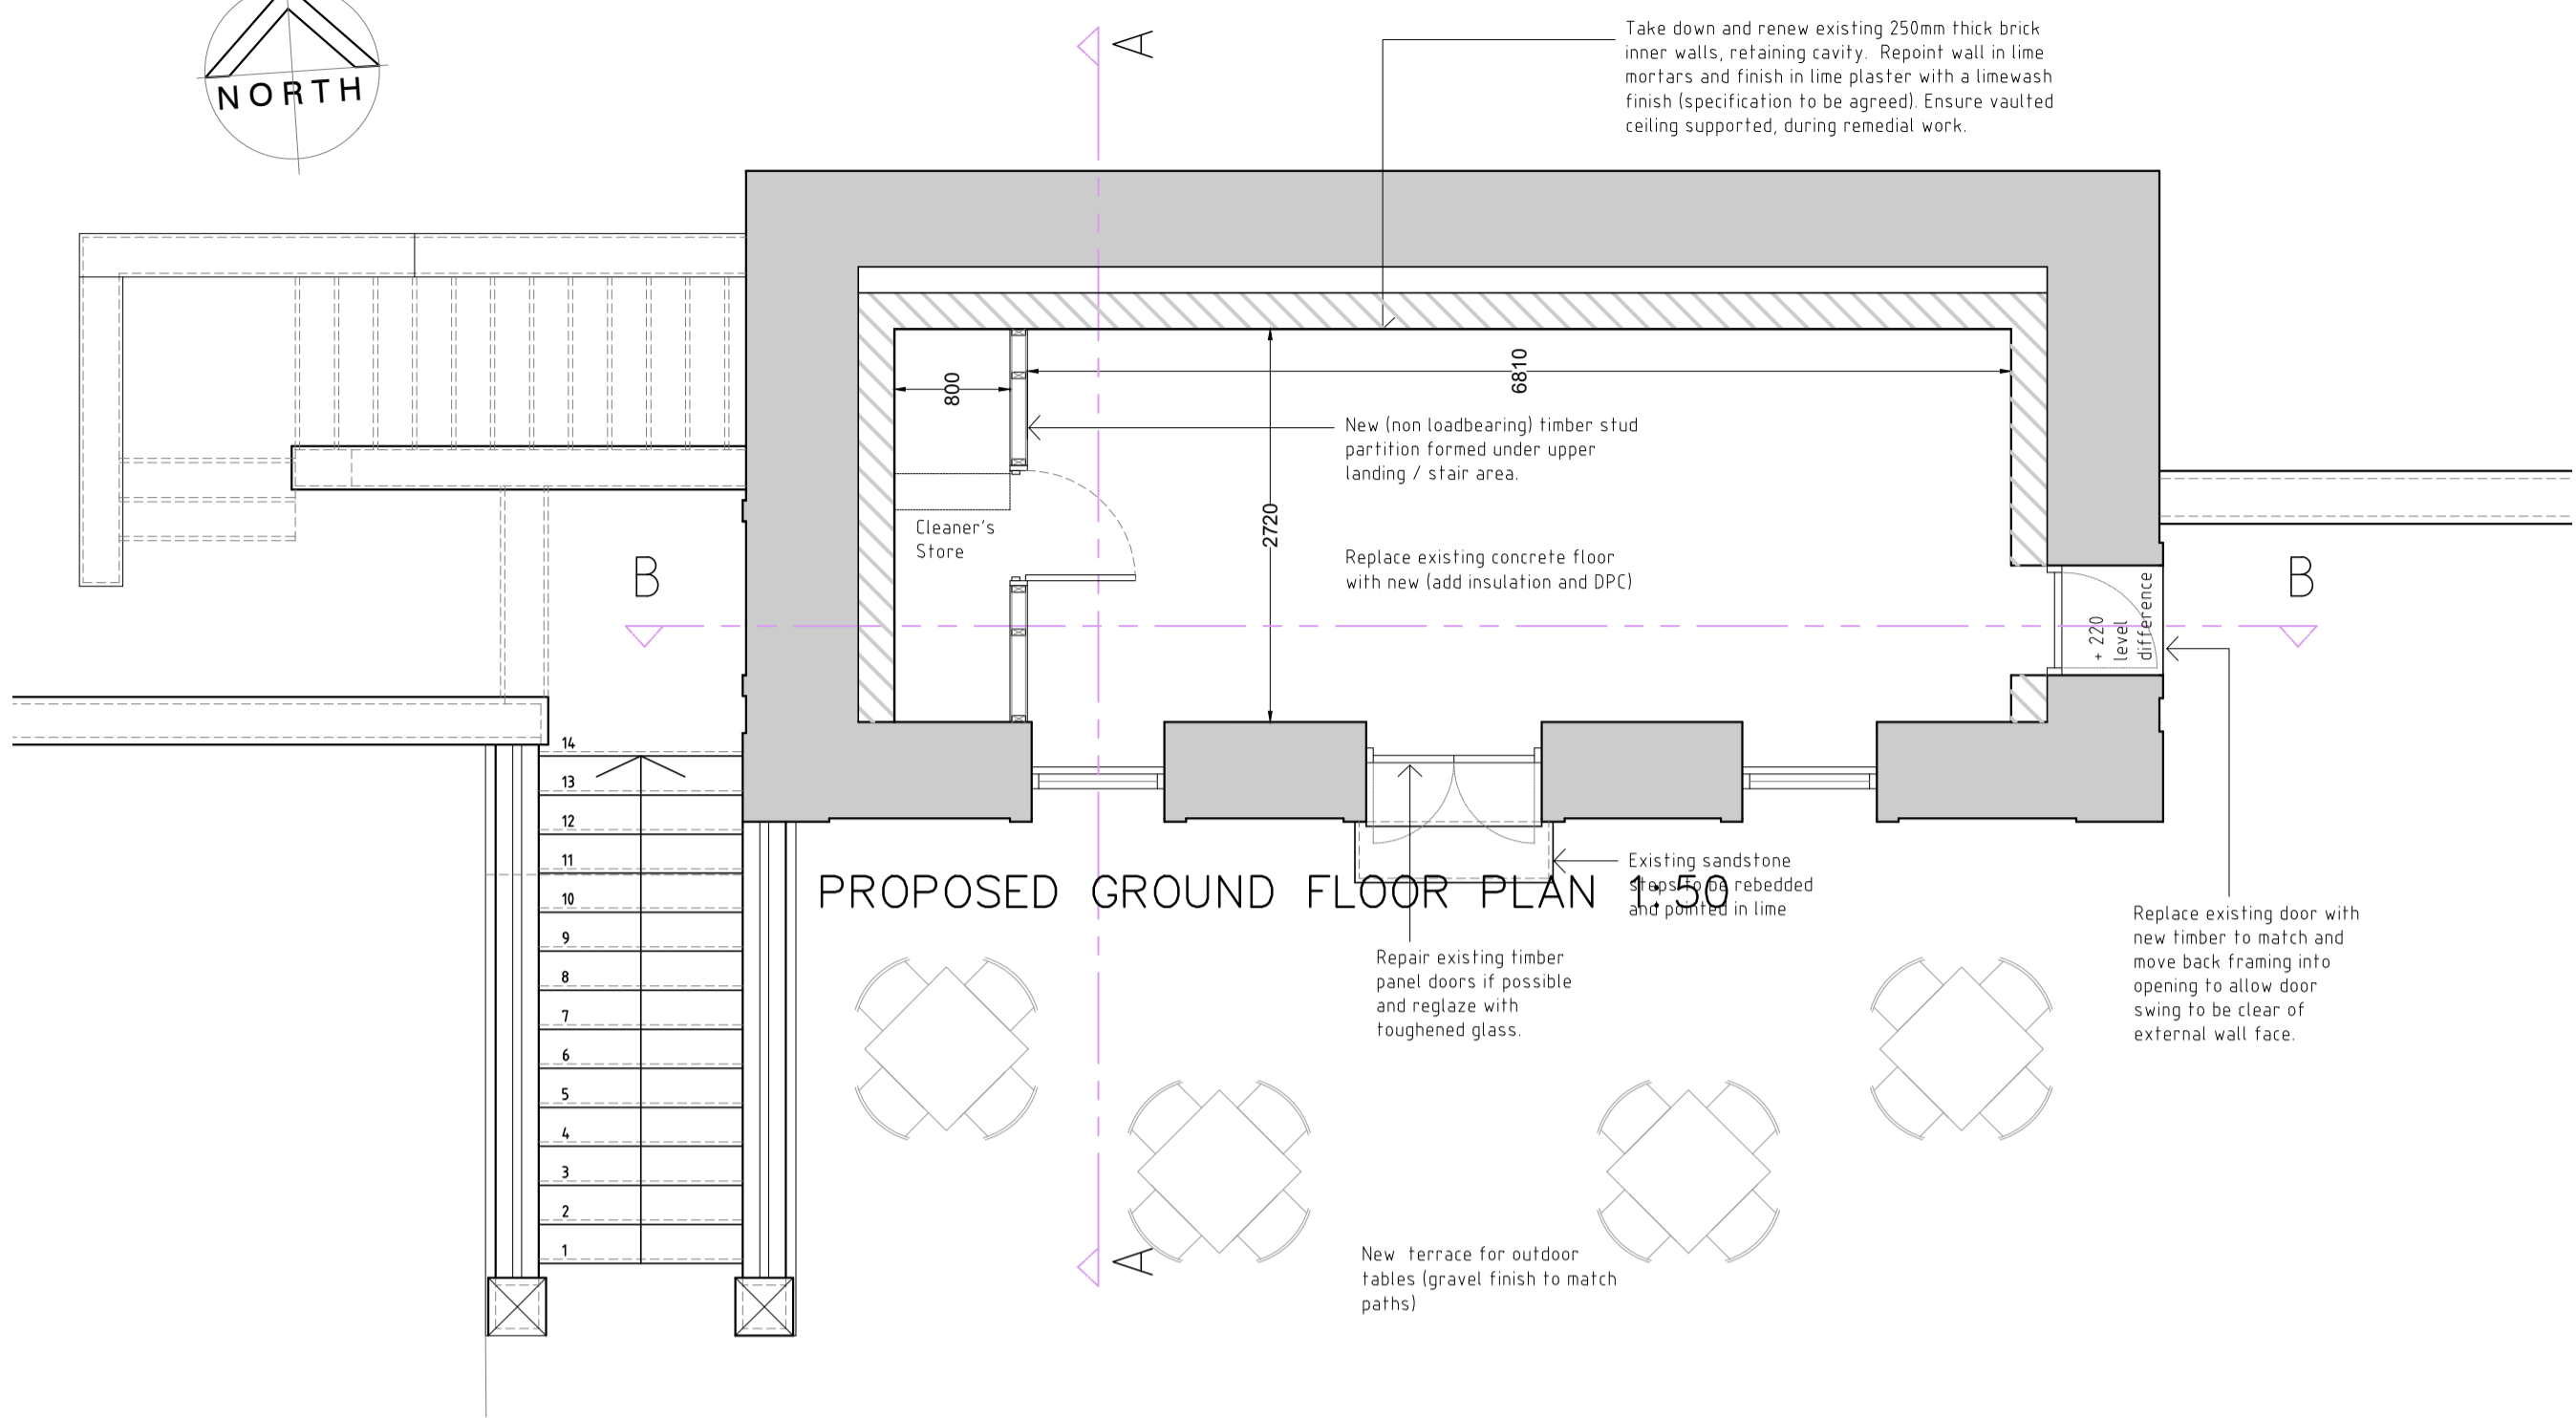 NORTH
A
Take down and renew existing 250mm thick brick
inner walls, retaining cavity. Repoint wall in lime
mortars and finish in lime plaster with a limewash
finish (specification to be agreed). Ensure vaulted
ceiling supported, during remedial work.
800
6810
2720
New (non loadbearing) timber stud
partition formed under upper
landing / stair area.
Cleaner's
Store
Replace existing concrete floor
with new (add insulation and DPC)
B
B
+ 220
level
difference
14
13
12
11
10
9
8
7
6
5
4
3
2
1
PROPOSED GROUND FLOOR PLAN 1:50
Existing sandstone
steps to be rebedded
and pointed in lime
Repair existing timber
panel doors if possible
and reglaze with
toughened glass.
Replace existing door with
new timber to match and
move back framing into
opening to allow door
swing to be clear of
external wall face.
A
New terrace for outdoor
tables (gravel finish to match
paths)